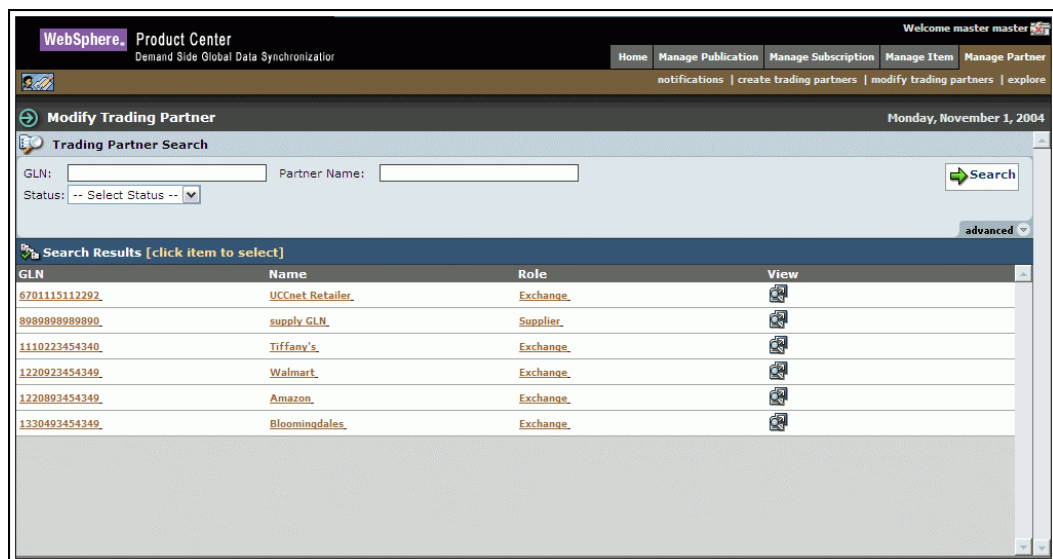 Welcome master master
WebSphere® Product Center
Demand Side Global Data Synchronization
Home Manage Publication Manage Subscription Manage Item Manage Partner
notifications | create trading partners | modify trading partners | explore
Modify Trading Partner Monday, November 1, 2004
Trading Partner Search
GLN: Partner Name: Search
Status: -- Select Status --
advanced
Search Results [click item to select]
GLN Name Role View
6701115112292 UCCnet Retailer Exchange
8989898989890 supply GLN Supplier
1110223454340 Tiffany's Exchange
1220923454349 Walmart Exchange
1220893454349 Amazon Exchange
1330493454349 Bloomingdales Exchange